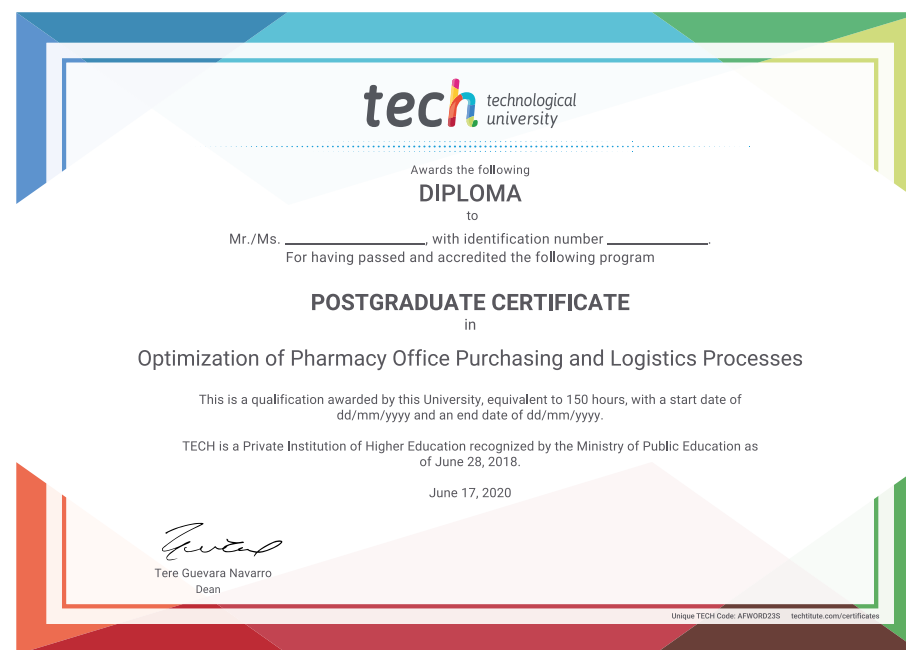 tech technological
university
Awards the following
DIPLOMA
to
Mr./Ms. ____________, with identification number ____________.
For having passed and accredited the following program
POSTGRADUATE CERTIFICATE
in
Optimization of Pharmacy Office Purchasing and Logistics Processes
This is a qualification awarded by this University, equivalent to 150 hours, with a start date of
dd/mm/yyyy and an end date of dd/mm/yyyy.
TECH is a Private Institution of Higher Education recognized by the Ministry of Public Education as
of June 28, 2018.
June 17, 2020
Tere Guevara Navarro
Dean
Unique TECH Code: AFWORD23S techtitute.com/certificates